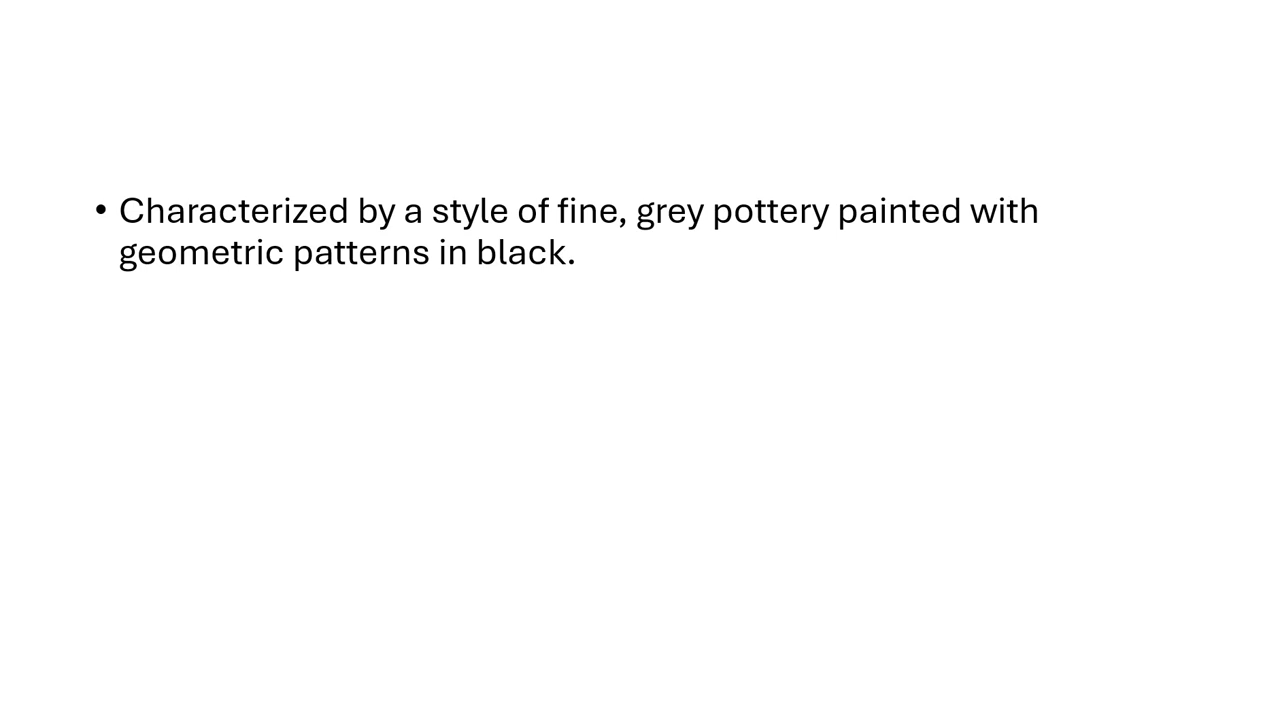 • Characterized by a style of fine, grey pottery painted with
geometric patterns in black.